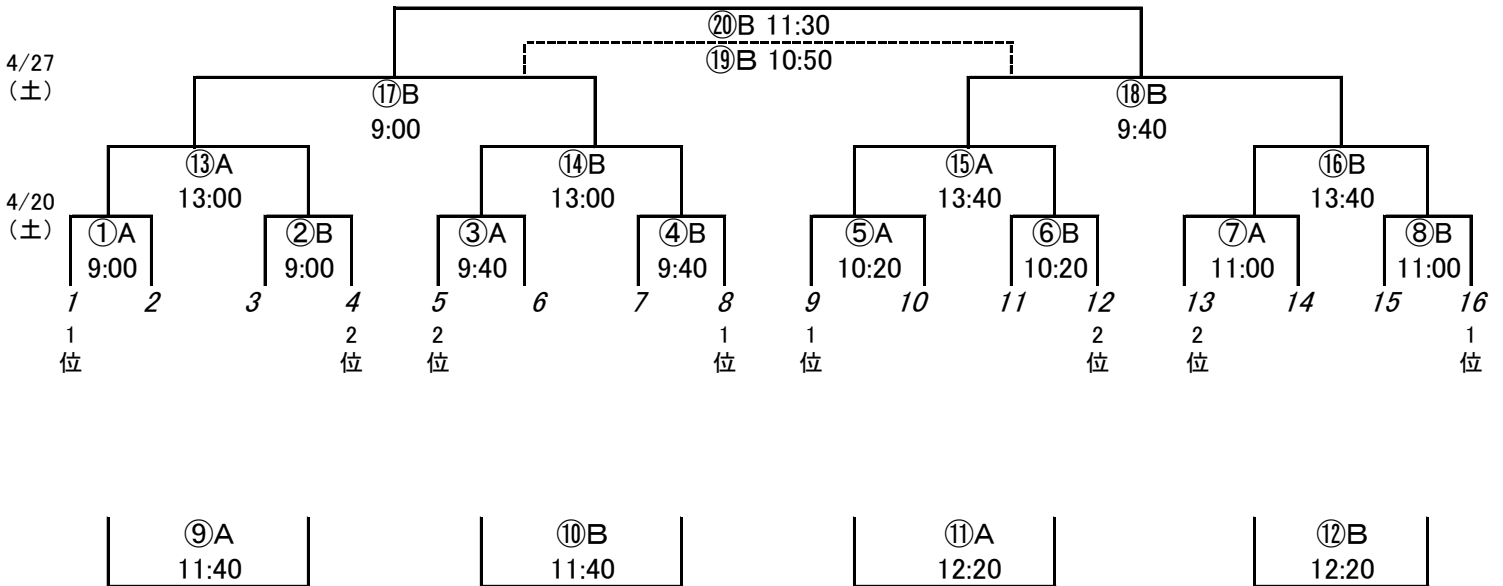 ⑳B 11:30
4/27
（土）
⑲B 10:50
⑰B ⑱B
9:00 9:40
⑬A ⑭B ⑮A ⑯B
13:00 13:00 13:40 13:40
4/20
（土）
①A ②B ③A ④B ⑤A ⑥B ⑦A ⑧B
9:00 9:00 9:40 9:40 10:20 10:20 11:00 11:00
1 2 3 4 5 6 7 8 9 10 11 12 13 14 15 16
1 2 2 1 1 2 2 1
位 位 位 位 位 位 位 位
⑨A ⑩B ⑪A ⑫B
11:40 11:40 12:20 12:20